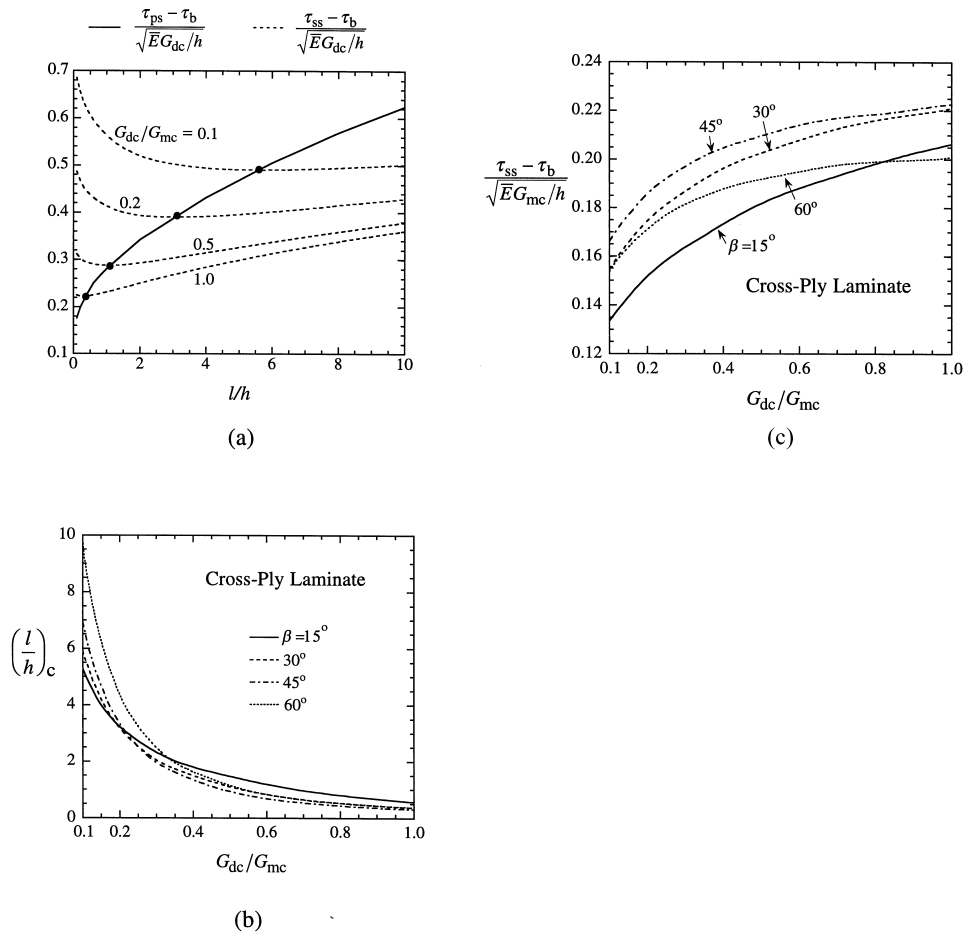 (τps − τb)/√(E̅Gdc/h)   (τss − τb)/√(E̅Gdc/h)
0.7
0.6
0.5
0.4
0.3
0.2
0.1
Gdc/Gmc = 0.1
0.2
0.5
1.0
0 2 4 6 8 10
l/h
(a)
0.24
0.22
0.20
0.18
0.16
0.14
0.12
(τss − τb)/√(E̅Gmc/h)
45° 30°
60°
β=15°
Cross-Ply Laminate
0.1 0.2 0.4 0.6 0.8 1.0
Gdc/Gmc
(c)
10
8
6
4
2
0
(l/h)c
Cross-Ply Laminate
β=15°
30°
45°
60°
0.1 0.2 0.4 0.6 0.8 1.0
Gdc/Gmc
(b)